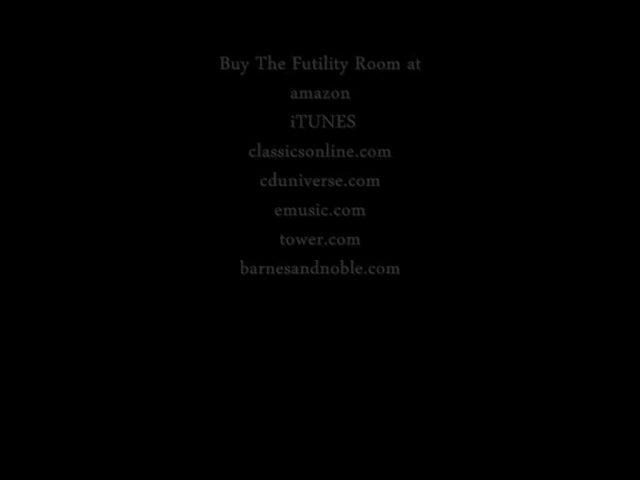 Buy The Futility Room at
amazon
iTUNES
classicsonline.com
cduniverse.com
emusic.com
tower.com
barnesandnoble.com